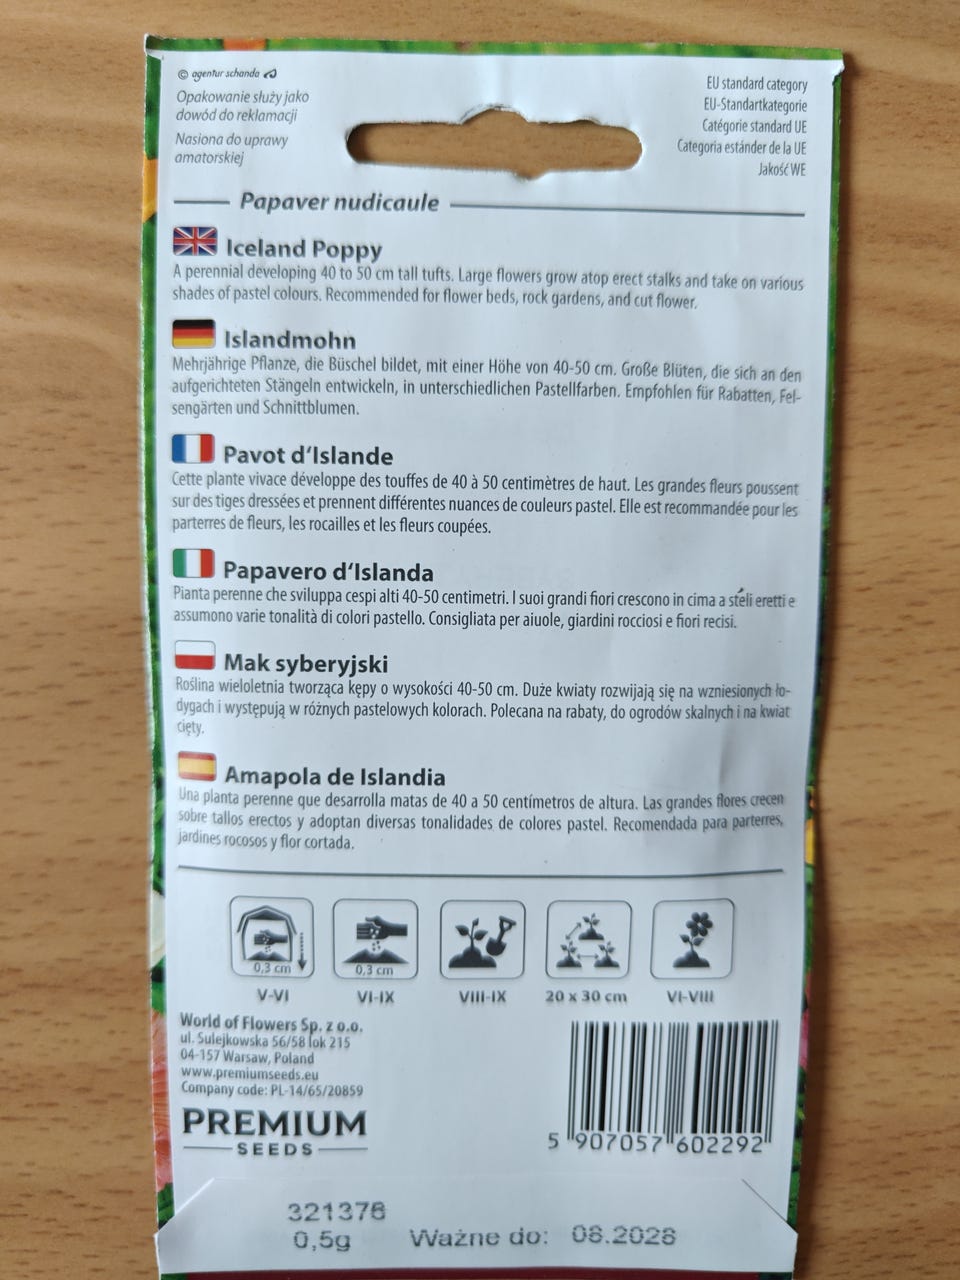 © agentur schanda
Opakowanie służy jako
dowód do reklamacji
Nasiona do uprawy
amatorskiej
EU standard category
EU-Standartkategorie
Catégorie standard UE
Categoria estánder de la UE
Jakość WE
Papaver nudicaule
Iceland Poppy
A perennial developing 40 to 50 cm tall tufts. Large flowers grow atop erect stalks and take on various
shades of pastel colours. Recommended for flower beds, rock gardens, and cut flower.
Islandmohn
Mehrjährige Pflanze, die Büschel bildet, mit einer Höhe von 40-50 cm. Große Blüten, die sich an den
aufgerichteten Stängeln entwickeln, in unterschiedlichen Pastellfarben. Empfohlen für Rabatten, Fel-
sengärten und Schnittblumen.
Pavot d‘Islande
Cette plante vivace développe des touffes de 40 à 50 centimètres de haut. Les grandes fleurs poussent
sur des tiges dressées et prennent différentes nuances de couleurs pastel. Elle est recommandée pour les
parterres de fleurs, les rocailles et les fleurs coupées.
Papavero d‘Islanda
Pianta perenne che sviluppa cespi alti 40-50 centimetri. I suoi grandi fiori crescono in cima a steli eretti e
assumono varie tonalità di colori pastello. Consigliata per aiuole, giardini rocciosi e fiori recisi.
Mak syberyjski
Roślina wieloletnia tworząca kępy o wysokości 40-50 cm. Duże kwiaty rozwijają się na wzniesionych ło-
dygach i występują w różnych pastelowych kolorach. Polecana na rabaty, do ogrodów skalnych i na kwiat
cięty.
Amapola de Islandia
Una planta perenne que desarrolla matas de 40 a 50 centímetros de altura. Las grandes flores crecen
sobre tallos erectos y adoptan diversas tonalidades de colores pastel. Recomendada para parterres,
jardines rocosos y flor cortada.
0,3 cm 0,3 cm
V-VI VI-IX VIII-IX 20 x 30 cm VI-VIII
World of Flowers Sp. z o.o.
ul. Sulejkowska 56/58 lok 215
04-157 Warsaw, Poland
www.premiumseeds.eu
Company code: PL-14/65/20859
PREMIUM
SEEDS
5 907057 602292
321378
0,5g Ważne do: 08.2028